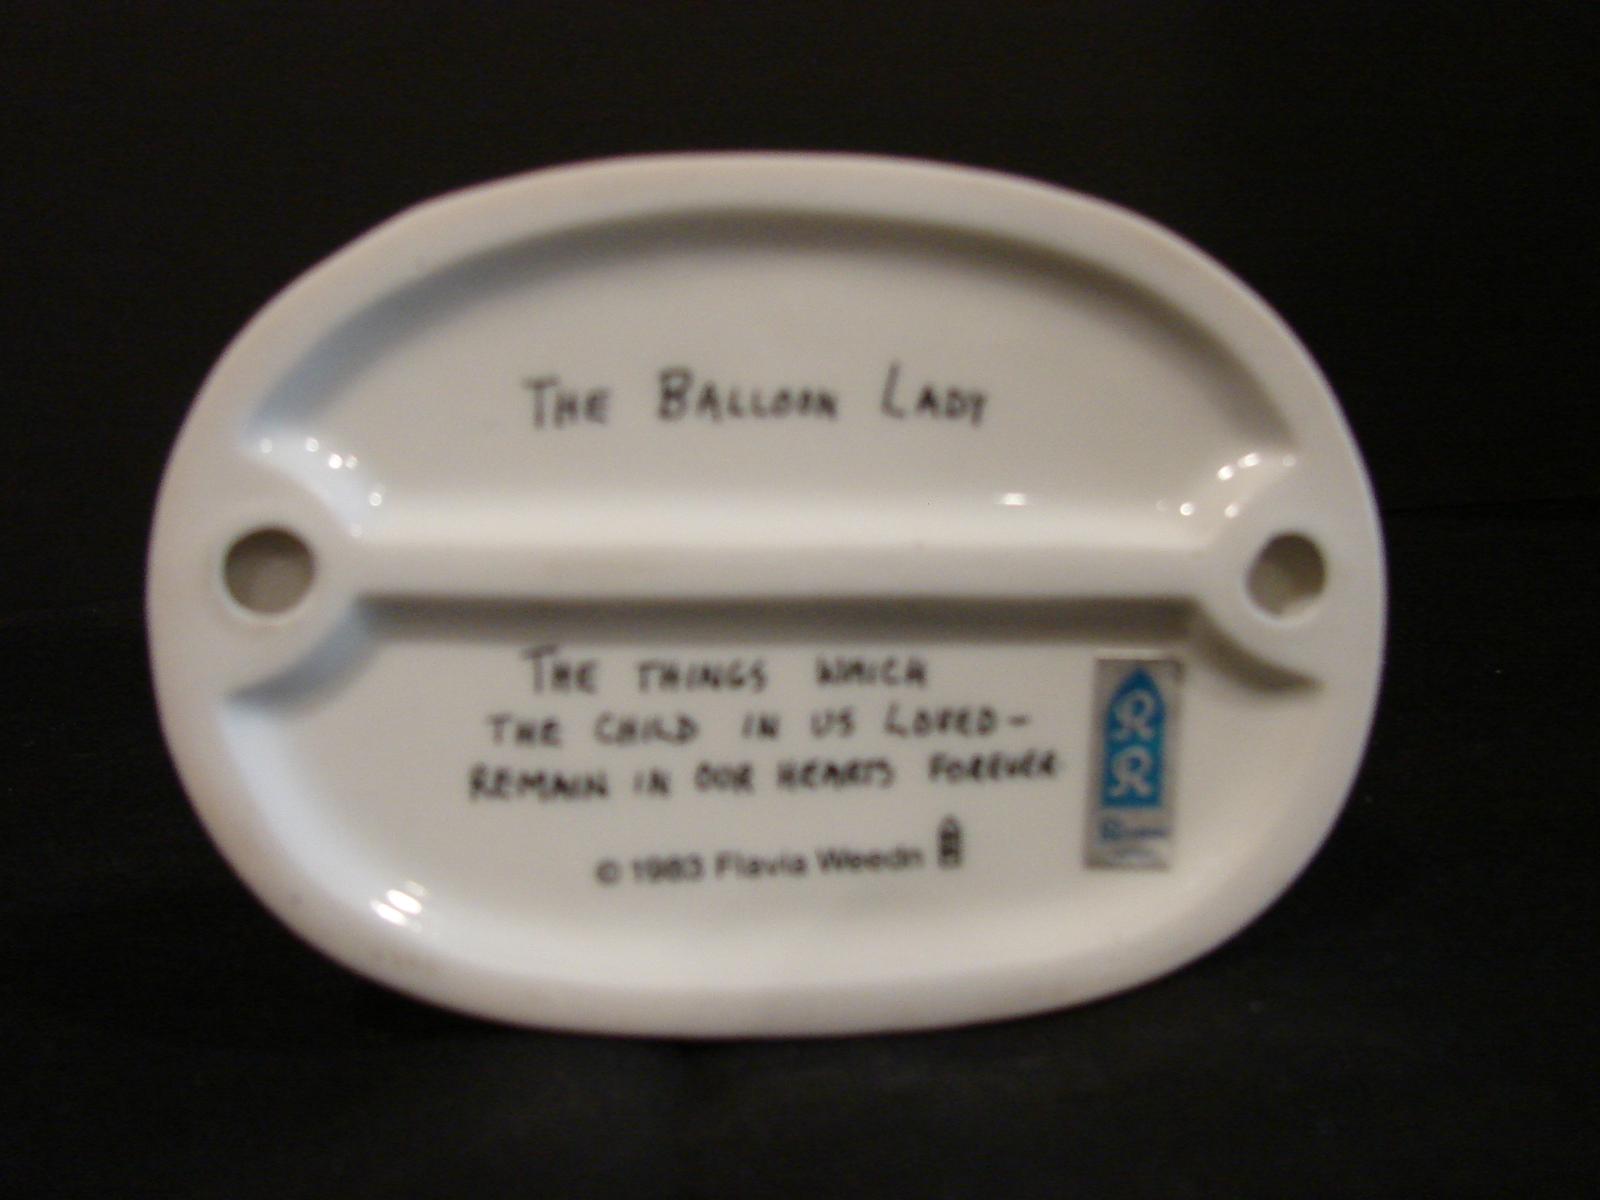 THE BALLOON LADY
THE THINGS WHICH
THE CHILD IN US LOVED-
REMAIN IN OUR HEARTS FOREVER
© 1983 Flavia Weedn
R
R